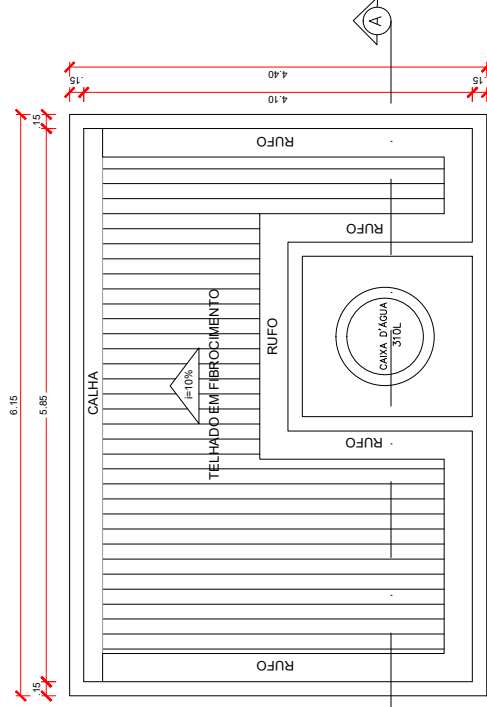 A
.15
4.40
.15
4.10
.15
6.15
5.85
.15
CALHA
RUFO
RUFO
i=10%
TELHADO EM FIBROCIMENTO
RUFO
CAIXA D'ÁGUA
310L
RUFO
RUFO
.15